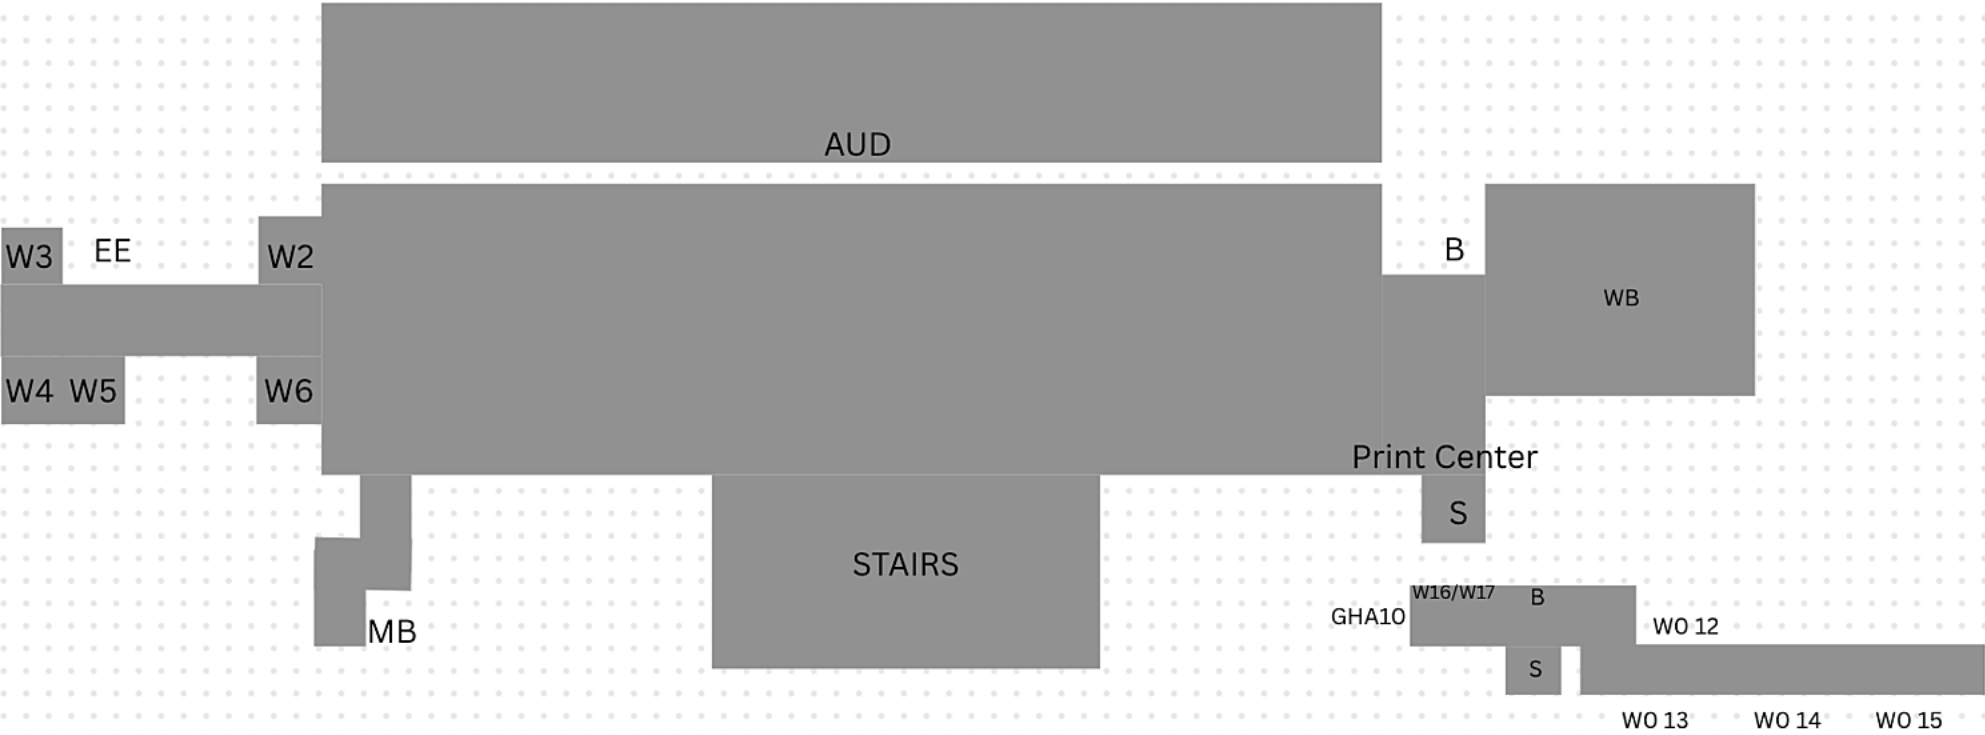 AUD
W3
EE
W2
B
WB
W4 W5
W6
Print Center
S
STAIRS
MB
W16/W17
B
GHA10
WO 12
S
WO 13
WO 14
WO 15